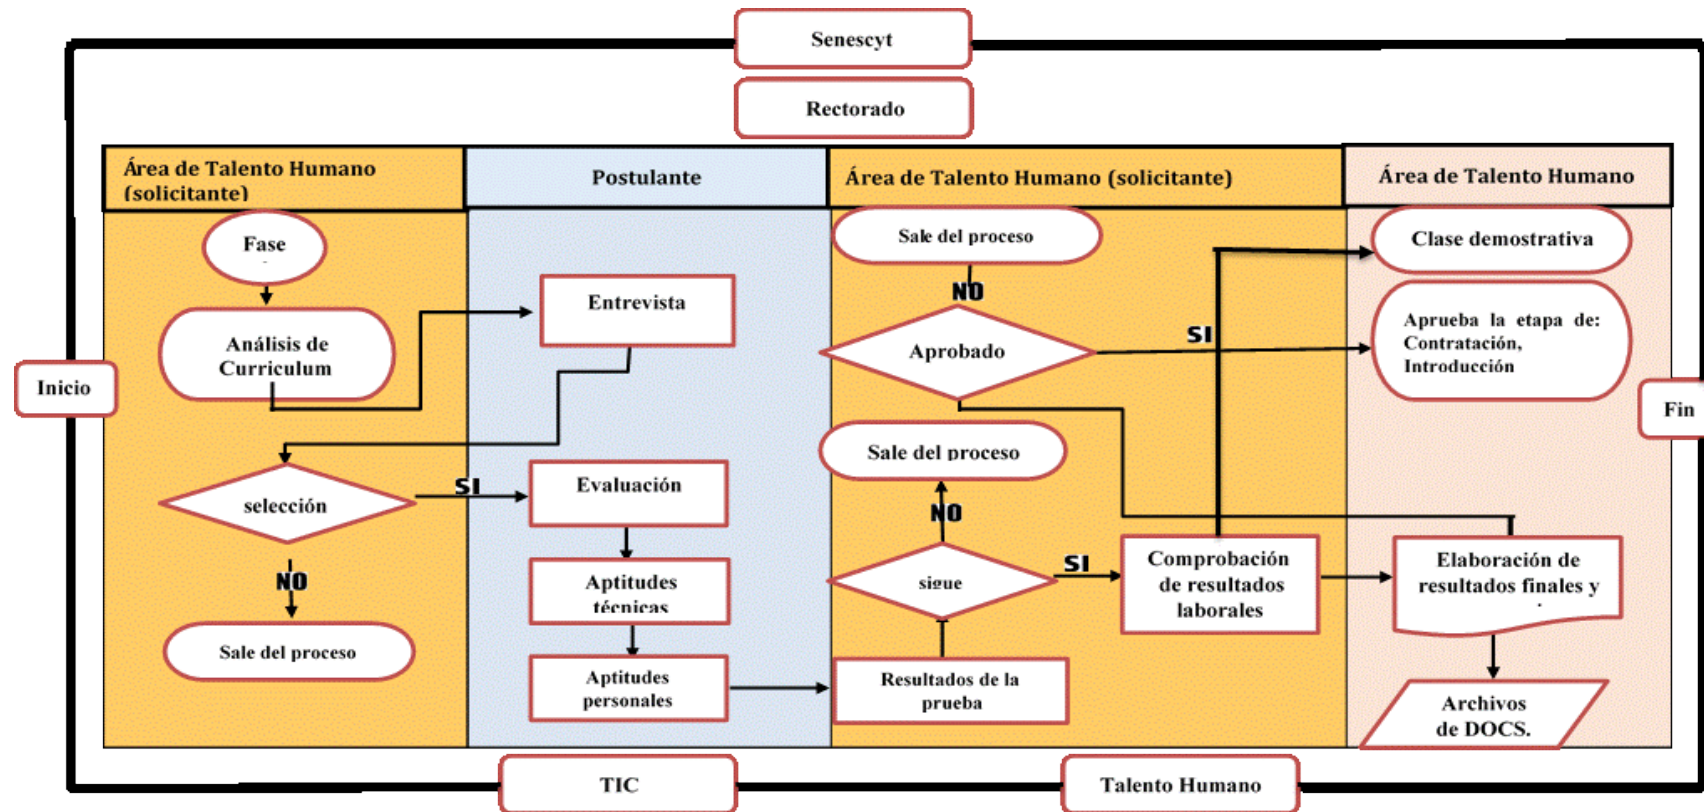 Senescyt
Rectorado
Área de Talento Humano
(solicitante)
Postulante
Área de Talento Humano (solicitante)
Área de Talento Humano
Fase
Análisis de
Curriculum
selección
SI
NO
Sale del proceso
Entrevista
Evaluación
Aptitudes
técnicas
Aptitudes
personales
Sale del proceso
NO
Aprobado
SI
Sale del proceso
NO
sigue
SI
Resultados de la
prueba
Comprobación
de resultados
laborales
Clase demostrativa
Aprueba la etapa de:
Contratación,
Introducción
Elaboración de
resultados finales y
Archivos
de DOCS.
Inicio
Fin
TIC
Talento Humano